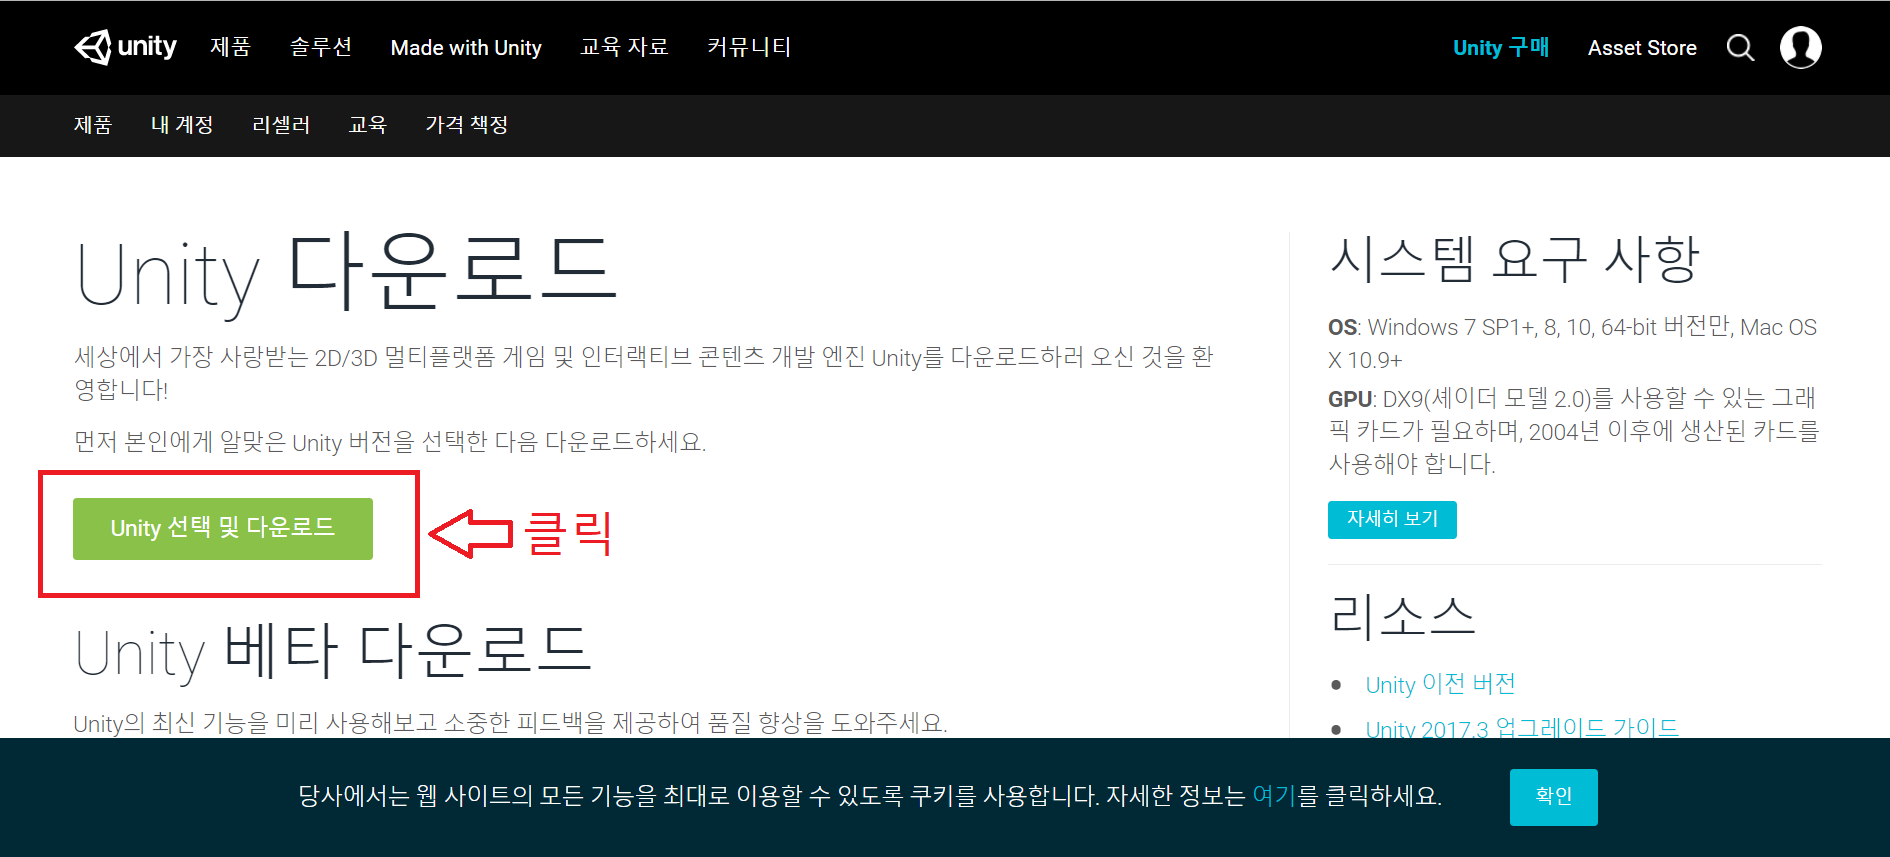 unity 제품 솔루션 Made with Unity 교육 자료 커뮤니티 Unity 구매 Asset Store
제품 내 계정 리셀러 교육 가격 책정
Unity 다운로드
세상에서 가장 사랑받는 2D/3D 멀티플랫폼 게임 및 인터랙티브 콘텐츠 개발 엔진 Unity를 다운로드하러 오신 것을 환
영합니다!
먼저 본인에게 알맞은 Unity 버전을 선택한 다음 다운로드하세요.
Unity 선택 및 다운로드
클릭
Unity 베타 다운로드
Unity의 최신 기능을 미리 사용해보고 소중한 피드백을 제공하여 품질 향상을 도와주세요.
시스템 요구 사항
OS: Windows 7 SP1+, 8, 10, 64-bit 버전만, Mac OS
X 10.9+
GPU: DX9(셰이더 모델 2.0)를 사용할 수 있는 그래
픽 카드가 필요하며, 2004년 이후에 생산된 카드를
사용해야 합니다.
자세히 보기
리소스
Unity 이전 버전
Unity 2017.3 업그레이드 가이드
당사에서는 웹 사이트의 모든 기능을 최대로 이용할 수 있도록 쿠키를 사용합니다. 자세한 정보는 여기를 클릭하세요.
확인